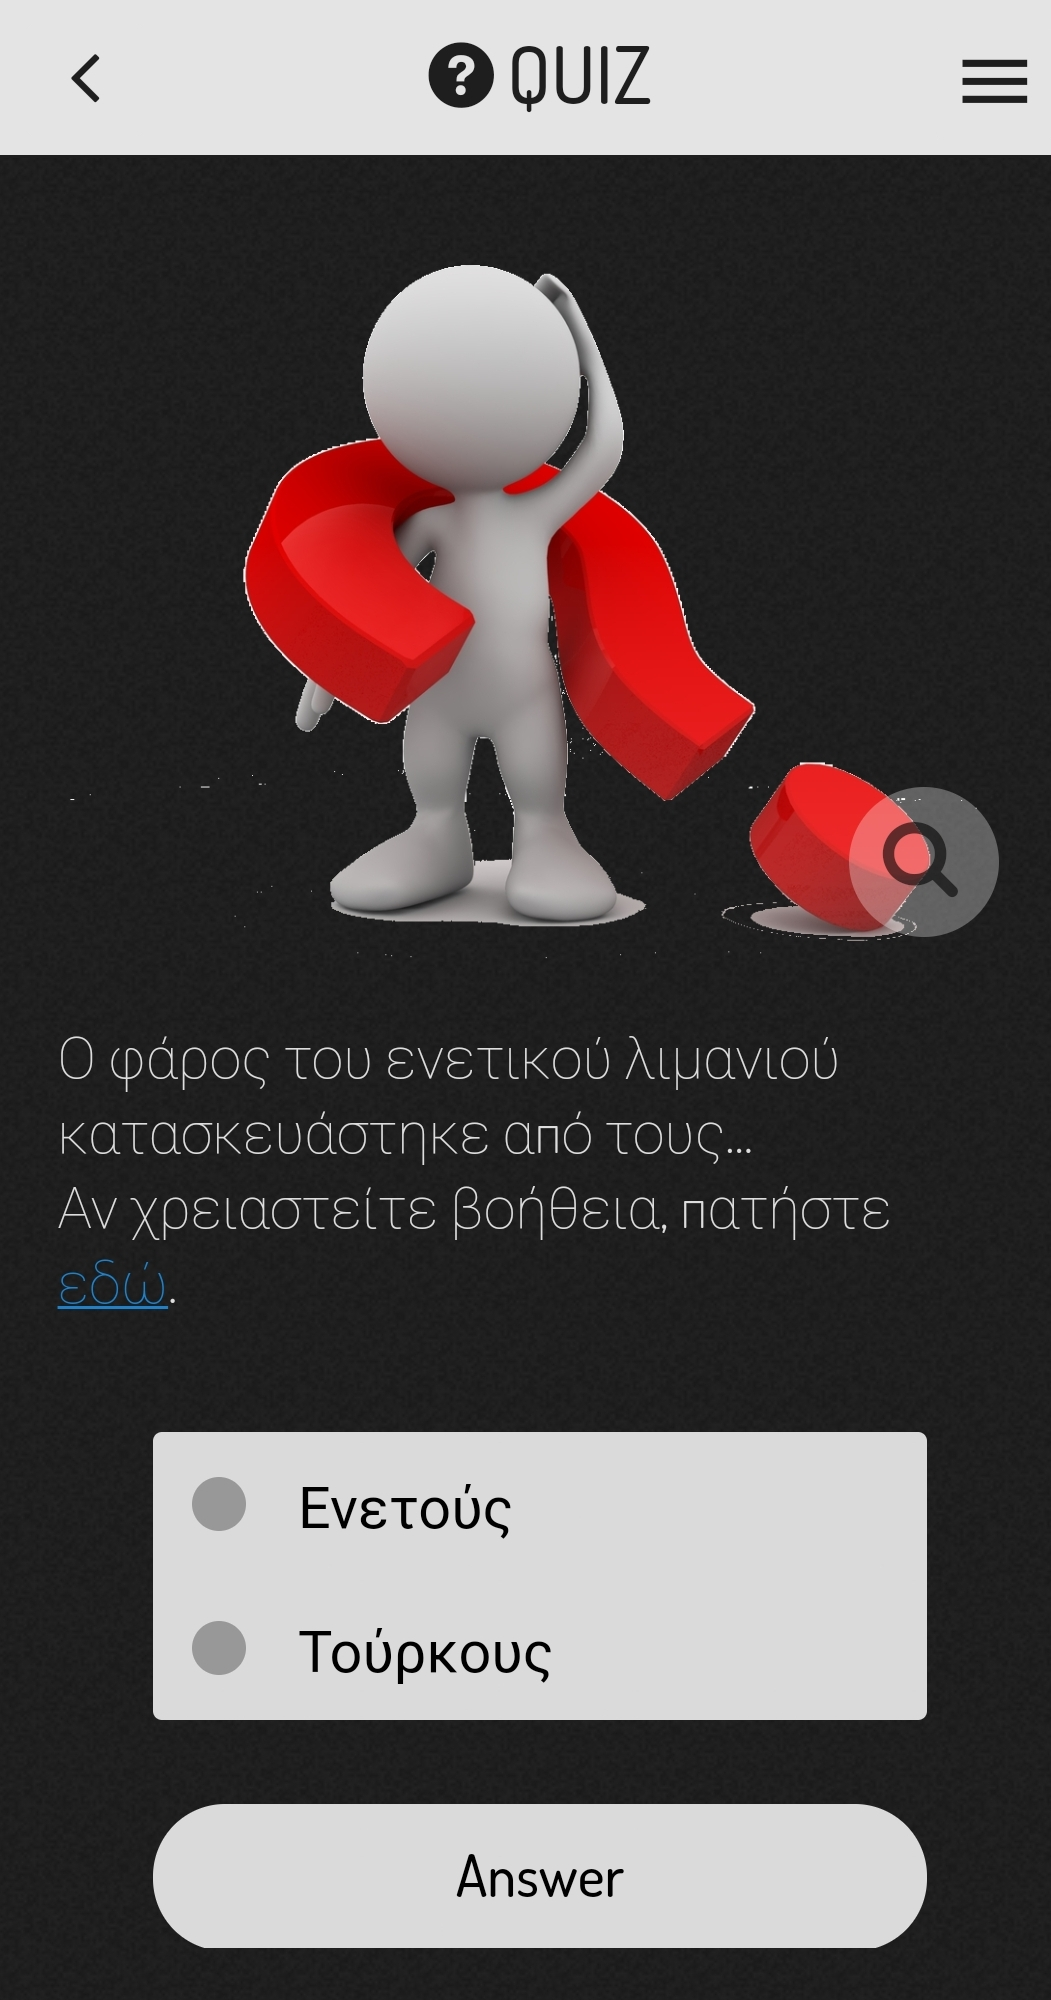 ? QUIZ
Ο φάρος του ενετικού λιμανιού
κατασκευάστηκε από τους...
Αν χρειαστείτε βοήθεια, πατήστε
εδώ.
Ενετούς
Τούρκους
Answer